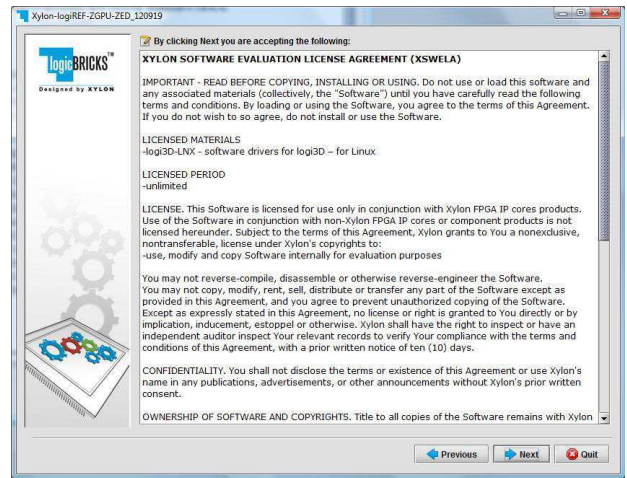 Xylon-logiREF-ZGPU-ZED_120919
logicBRICKS™
Designed by XYLON
By clicking Next you are accepting the following:
XYLON SOFTWARE EVALUATION LICENSE AGREEMENT (XSWELA)
IMPORTANT - READ BEFORE COPYING, INSTALLING OR USING. Do not use or load this software and
any associated materials (collectively, the "Software") until you have carefully read the following
terms and conditions. By loading or using the Software, you agree to the terms of this Agreement.
If you do not wish to so agree, do not install or use the Software.
LICENSED MATERIALS
-logi3D-LNX - software drivers for logi3D – for Linux
LICENSED PERIOD
-unlimited
LICENSE. This Software is licensed for use only in conjunction with Xylon FPGA IP cores products.
Use of the Software in conjunction with non-Xylon FPGA IP cores or component products is not
licensed hereunder. Subject to the terms of this Agreement, Xylon grants to You a nonexclusive,
nontransferable, license under Xylon's copyrights to:
-use, modify and copy Software internally for evaluation purposes
You may not reverse-compile, disassemble or otherwise reverse-engineer the Software.
You may not copy, modify, rent, sell, distribute or transfer any part of the Software except as
provided in this Agreement, and you agree to prevent unauthorized copying of the Software.
Except as expressly stated in this Agreement, no license or right is granted to You directly or by
implication, inducement, estoppel or otherwise. Xylon shall have the right to inspect or have an
independent auditor inspect Your relevant records to verify Your compliance with the terms and
conditions of this Agreement, with a prior written notice of ten (10) days.
CONFIDENTIALITY. You shall not disclose the terms or existence of this Agreement or use Xylon's
name in any publications, advertisements, or other announcements without Xylon's prior written
consent.
OWNERSHIP OF SOFTWARE AND COPYRIGHTS. Title to all copies of the Software remains with Xylon
Previous
Next
Quit